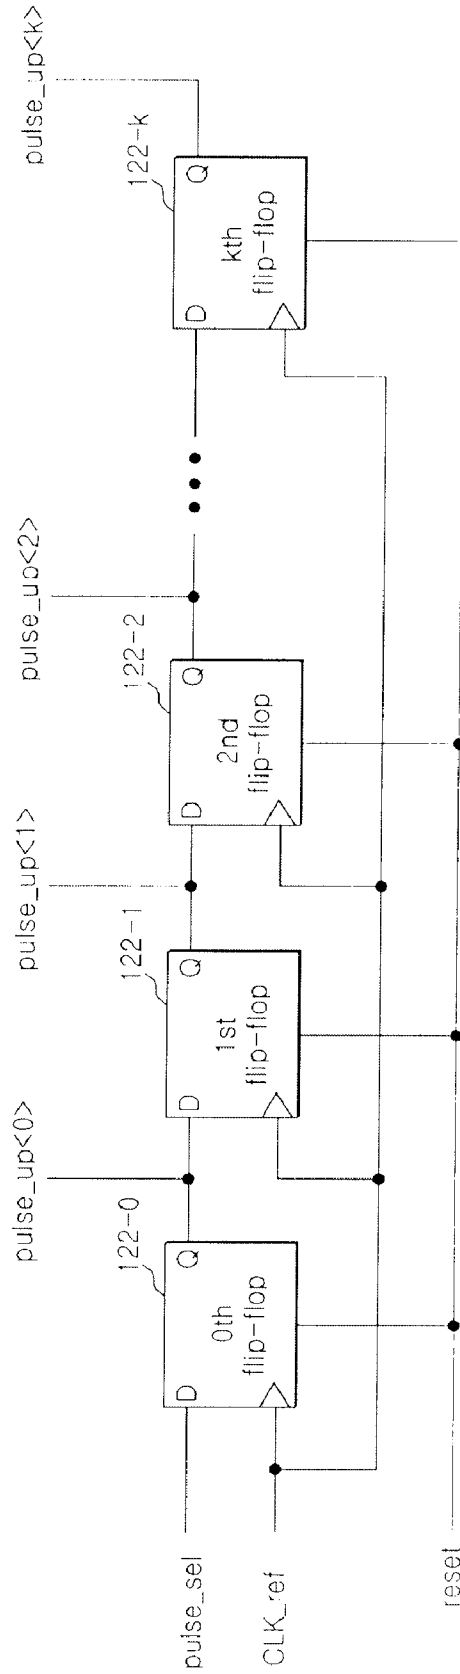 pulse_up<0>
pulse_up<1>
pulse_up<2>
pulse_up<k>
122-0
122-1
122-2
122-k
D
Q
0th
flip-flop
D
Q
1st
flip-flop
D
Q
2nd
flip-flop
D
Q
kth
flip-flop
pulse_sel
CLK_ref
reset